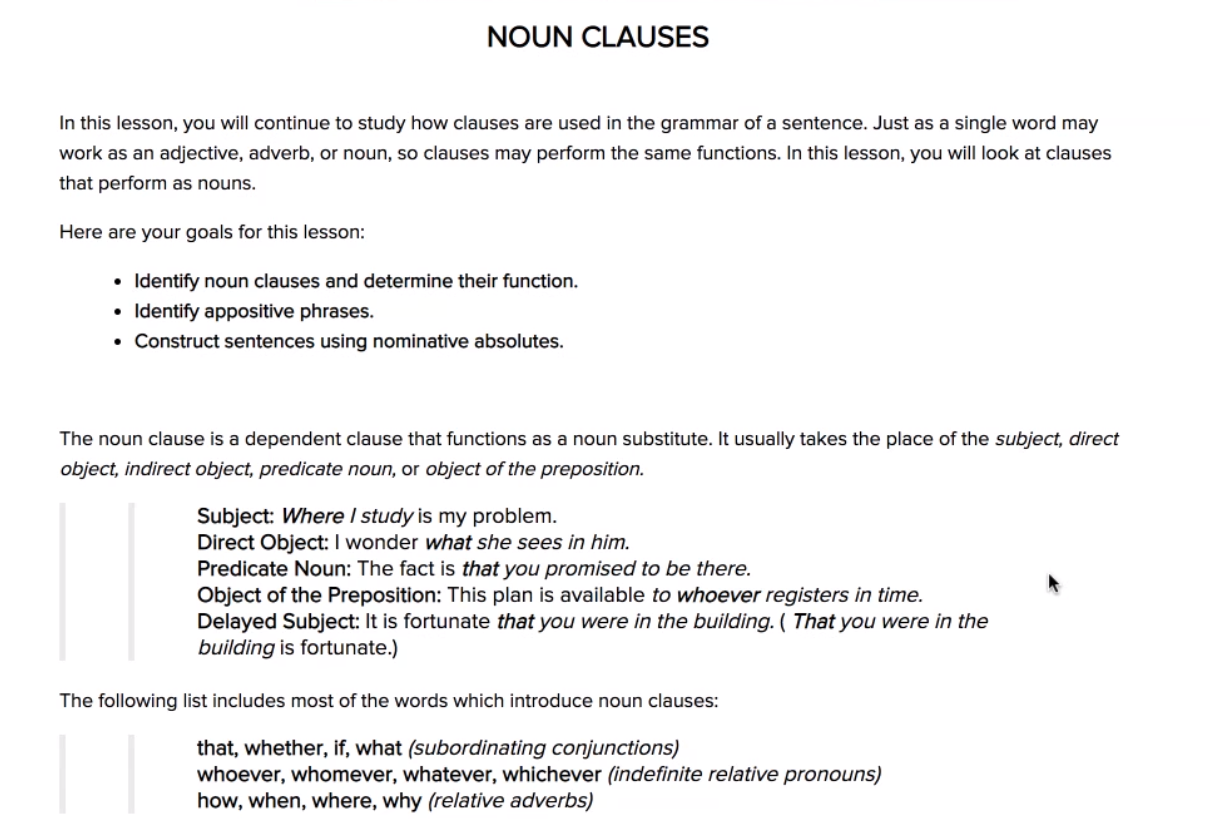 NOUN CLAUSES
In this lesson, you will continue to study how clauses are used in the grammar of a sentence. Just as a single word may
work as an adjective, adverb, or noun, so clauses may perform the same functions. In this lesson, you will look at clauses
that perform as nouns.
Here are your goals for this lesson:
• Identify noun clauses and determine their function.
• Identify appositive phrases.
• Construct sentences using nominative absolutes.
The noun clause is a dependent clause that functions as a noun substitute. It usually takes the place of the subject, direct
object, indirect object, predicate noun, or object of the preposition.
Subject: Where I study is my problem.
Direct Object: I wonder what she sees in him.
Predicate Noun: The fact is that you promised to be there.
Object of the Preposition: This plan is available to whoever registers in time.
Delayed Subject: It is fortunate that you were in the building. ( That you were in the
building is fortunate.)
The following list includes most of the words which introduce noun clauses:
that, whether, if, what (subordinating conjunctions)
whoever, whomever, whatever, whichever (indefinite relative pronouns)
how, when, where, why (relative adverbs)